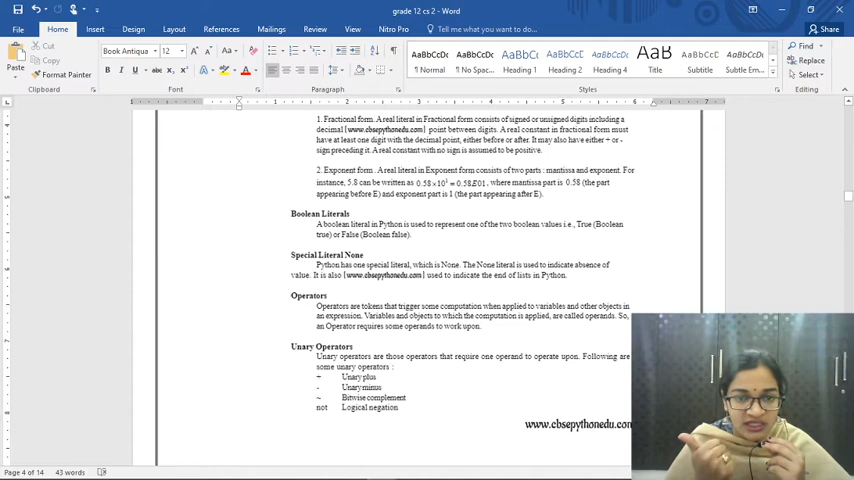 grade 12 cs 2 - Word
File
Home
Insert
Design
Layout
References
Mailings
Review
View
Nitro Pro
Tell me what you want to do...
Share
Paste
Cut
Copy
Format Painter
Clipboard
Book Antiqua
12
Font
Paragraph
AaBbCcDc AaBbCcDc AaBbC AaBbCc AaBbCcDc AaB AaBbCcD AaBbCcDc
¶ Normal ¶ No Spac... Heading 1 Heading 2 Heading 4 Title Subtitle Subtle Em...
Styles
Find
Replace
Select
Editing
1. Fractional form. A real literal in Fractional form consists of signed or unsigned digits including a
decimal [www.cbsepythonedu.com] point between digits. A real constant in fractional form must
have at least one digit with the decimal point, either before or after. It may also have either + or -
sign preceding it. A real constant with no sign is assumed to be positive.
2. Exponent form . A real literal in Exponent form consists of two parts : mantissa and exponent. For
instance, 5.8 can be written as 0.58×10¹ = 0.58E01, where mantissa part is 0.58 (the part
appearing before E) and exponent part is 1 (the part appearing after E).
Boolean Literals
A boolean literal in Python is used to represent one of the two boolean values i.e., True (Boolean
true) or False (Boolean false).
Special Literal None
Python has one special literal, which is None. The None literal is used to indicate absence of
value. It is also [www.cbsepythonedu.com] used to indicate the end of lists in Python.
Operators
Operators are tokens that trigger some computation when applied to variables and other objects in
an expression. Variables and objects to which the computation is applied, are called operands. So,
an Operator requires some operands to work upon.
Unary Operators
Unary operators are those operators that require one operand to operate upon. Following are
some unary operators :
+ Unary plus
- Unary minus
~ Bitwise complement
not Logical negation
www.cbsepythonedu.com
Page 4 of 14 43 words